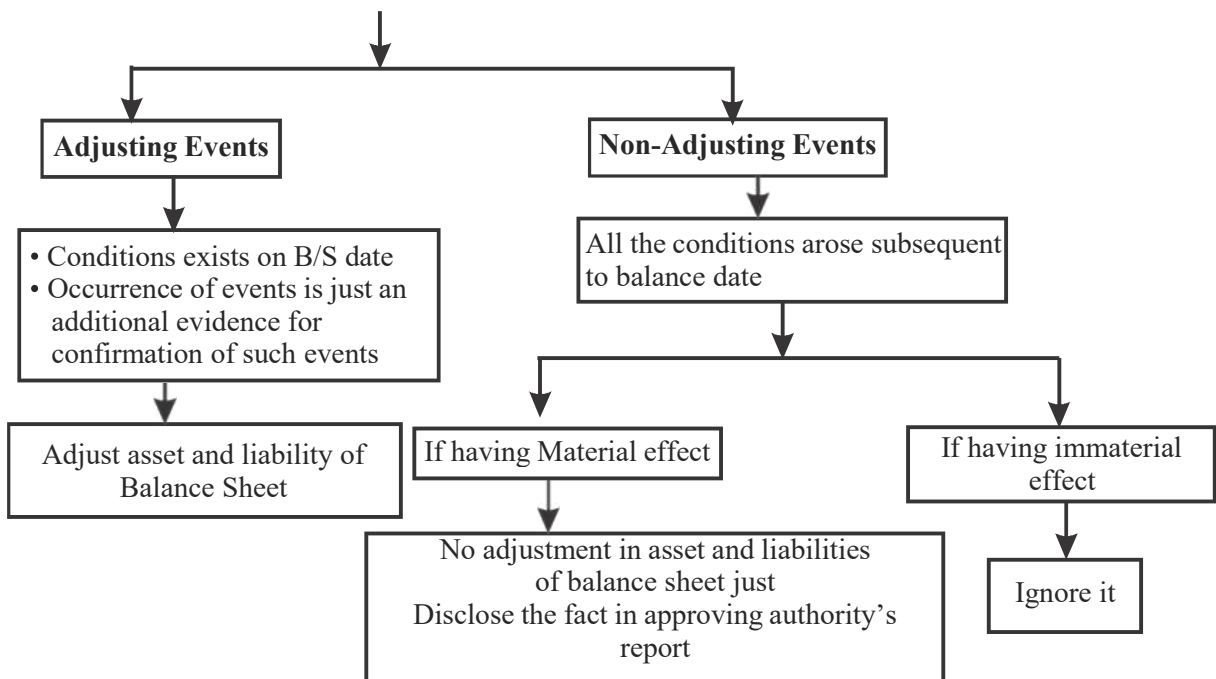 Adjusting Events
Non-Adjusting Events
• Conditions exists on B/S date
• Occurrence of events is just an
additional evidence for
confirmation of such events
All the conditions arose subsequent
to balance date
Adjust asset and liability of
Balance Sheet
If having Material effect
If having immaterial
effect
No adjustment in asset and liabilities
of balance sheet just
Disclose the fact in approving authority’s
report
Ignore it